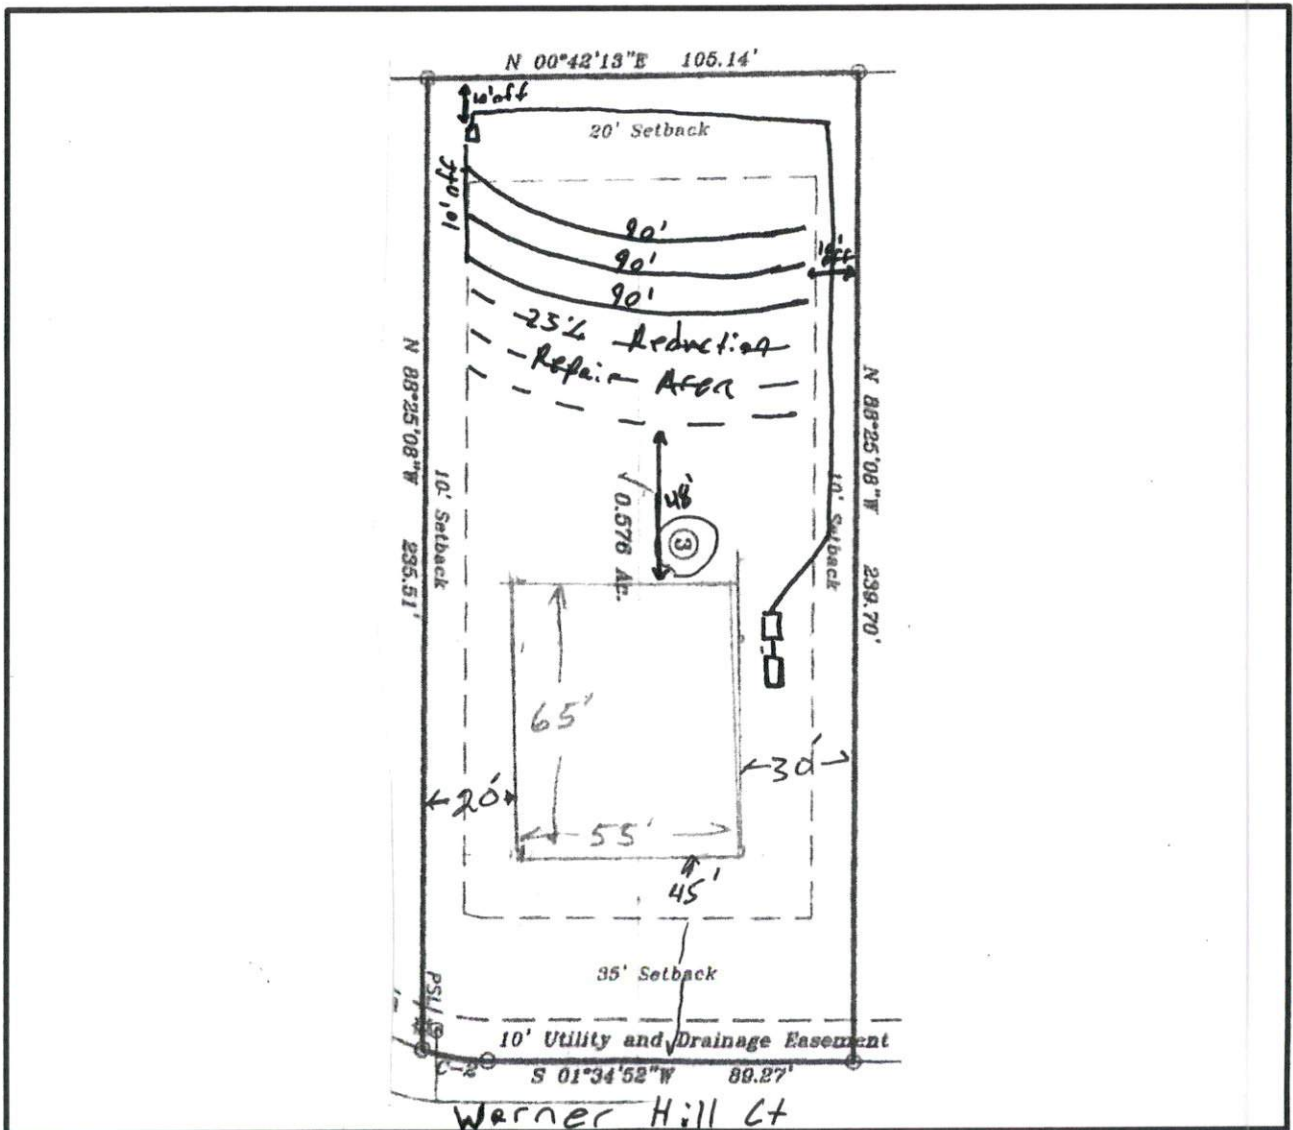 N 00°42'13"E 105.14'
10'off
20' Setback
10'off
90'
10'
off
90'
90'
25% Reduction
Repair Area
N 88°25'08"W 235.51'
N 88°25'08"W 239.70'
10' Setback
10' Setback
48'
3
0.576 Ac.
65'
30'
20'
55'
45'
35' Setback
PSLI
10' Utility and Drainage Easement
C-2
S 01°34'52"W 89.27'
Werner Hill Ct